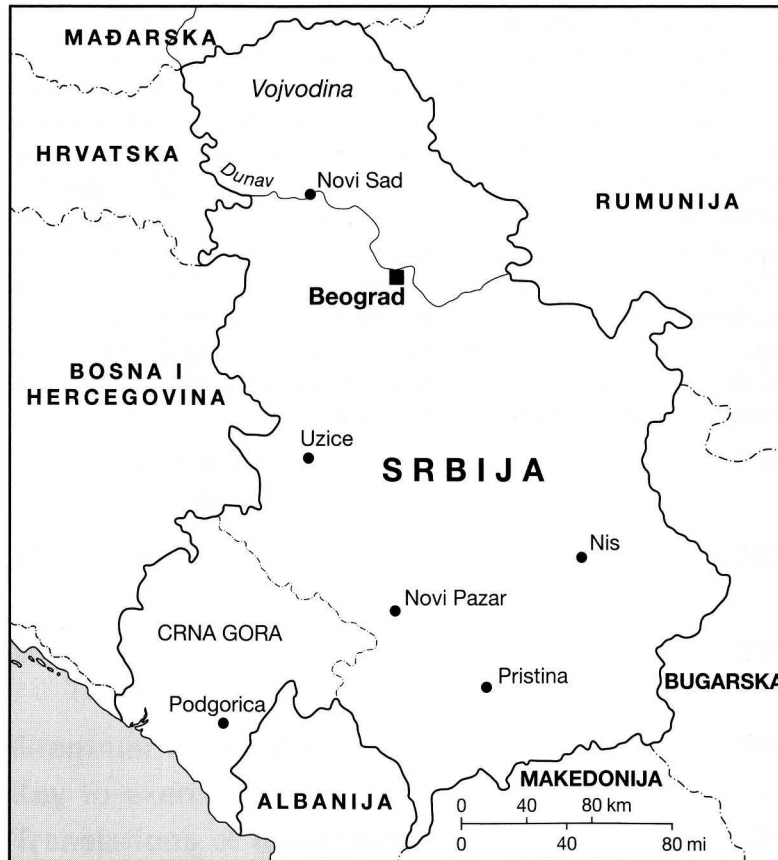 MAĐARSKA
Vojvodina
HRVATSKA
Dunav
Novi Sad
RUMUNIJA
Beograd
BOSNA I
HERCEGOVINA
Uzice
SRBIJA
Nis
Novi Pazar
CRNA GORA
Pristina
BUGARSKA
Podgorica
MAKEDONIJA
ALBANIJA
0 40 80 km
0 40 80 mi